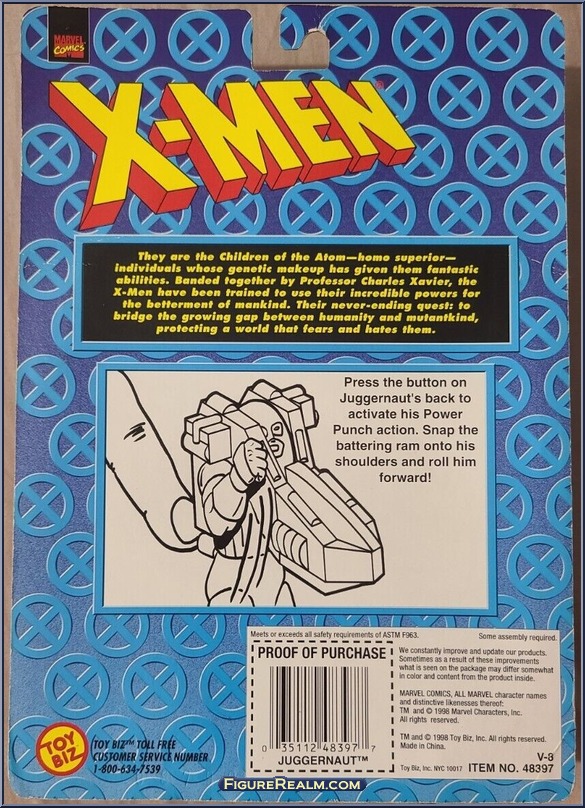 MARVEL
COMICS
X-MEN
They are the Children of the Atom—homo superior—
individuals whose genetic makeup has given them fantastic
abilities. Banded together by Professor Charles Xavier, the
X-Men have been trained to use their incredible powers for
the betterment of mankind. Their never-ending quest: to
bridge the growing gap between humanity and mutantkind,
protecting a world that fears and hates them.
Press the button on
Juggernaut's back to
activate his Power
Punch action. Snap the
battering ram onto his
shoulders and roll him
forward!
Meets or exceeds all safety requirements of ASTM F963.
Some assembly required.
PROOF OF PURCHASE
0 35112 48397 7
JUGGERNAUT™
We constantly improve and update our products.
Sometimes as a result of these improvements
what is seen on the package may differ somewhat
in color and content from the product inside.
MARVEL COMICS, ALL MARVEL character names
and distinctive likenesses thereof:
TM and © 1998 Marvel Characters, Inc.
All rights reserved.
TM and © 1998 Toy Biz, Inc. All rights reserved.
Made in China.
V-8
Toy Biz, Inc. NYC 10017 ITEM NO. 48397
TOY
BIZ
TOY BIZ™ TOLL FREE
CUSTOMER SERVICE NUMBER
1-800-634-7539
FIGUREREALM.COM